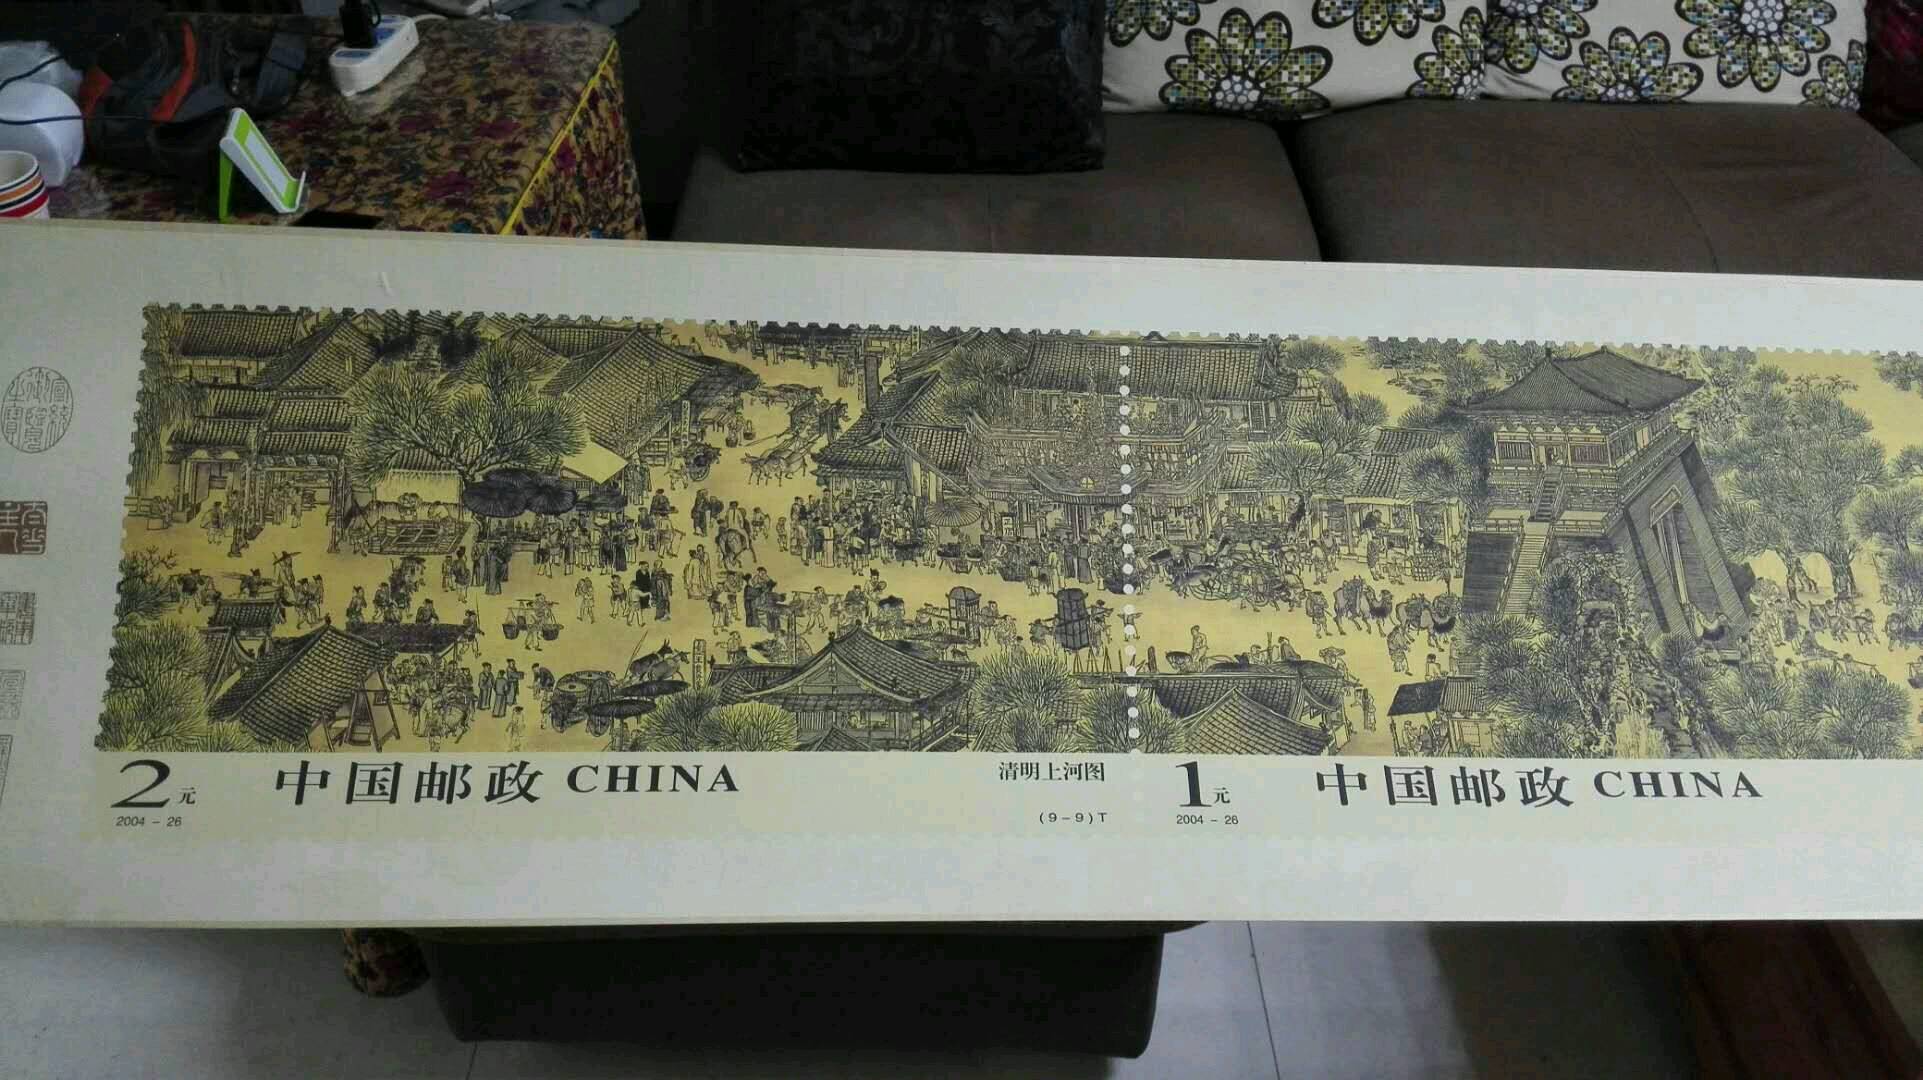 2元 中国邮政 CHINA
2004-26
清明上河图
(9-9)T
1元 中国邮政 CHINA
2004-26